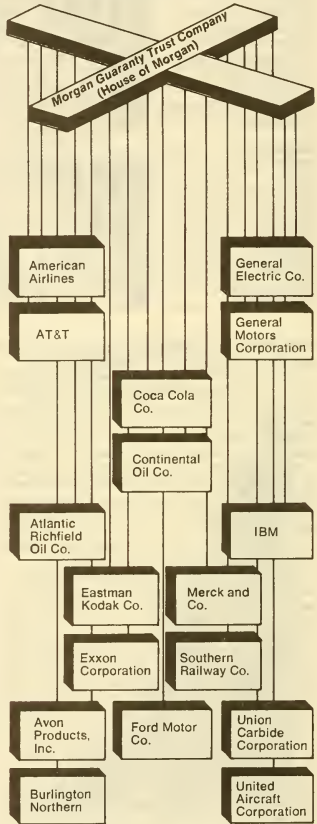 Morgan Guaranty Trust Company
(House of Morgan)
American
Airlines
General
Electric Co.
AT&T
General
Motors
Corporation
Coca Cola
Co.
Continental
Oil Co.
Atlantic
Richfield
Oil Co.
IBM
Eastman
Kodak Co.
Merck and
Co.
Exxon
Corporation
Southern
Railway Co.
Avon
Products,
Inc.
Ford Motor
Co.
Union
Carbide
Corporation
Burlington
Northern
United
Aircraft
Corporation